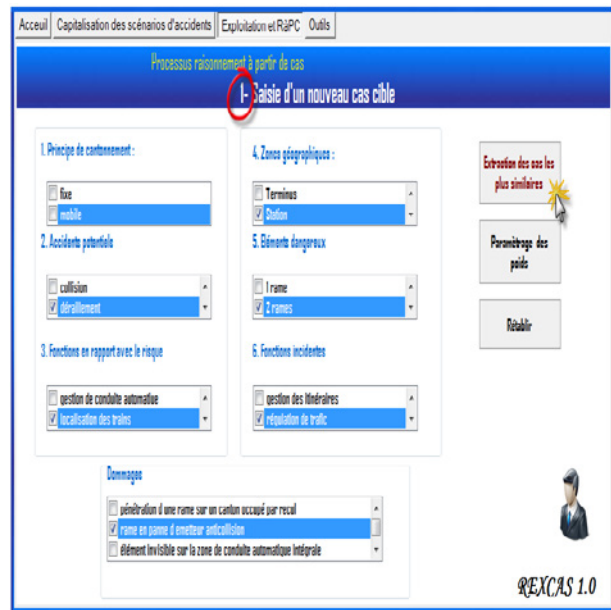 Acceuil Capitalisation des scénarios d'accidents Exploitation et RàPC Outils
Processus raisonnement à partir de cas
1- Saisie d'un nouveau cas cible
1. Principe de cantonnement :
fixe
mobile
2. Accidents potentiels
collision
déraillement
3. Fonctions en rapport avec le risque
gestion de conduite automatique
localisation des trains
4. Zones géographiques :
Terminus
Station
5. Eléments dangereux
1 rame
2 rames
6. Fonctions incidentes
gestion des itinéraires
régulation de trafic
Extraction des cas les
plus similaires
Paramétrage des
poids
Rétablir
Dommages
pénétration d une rame sur un canton occupé par recul
rame en panne d emetteur anticollision
élément invisible sur la zone de conduite automatique intégrale
REXCAS 1.0